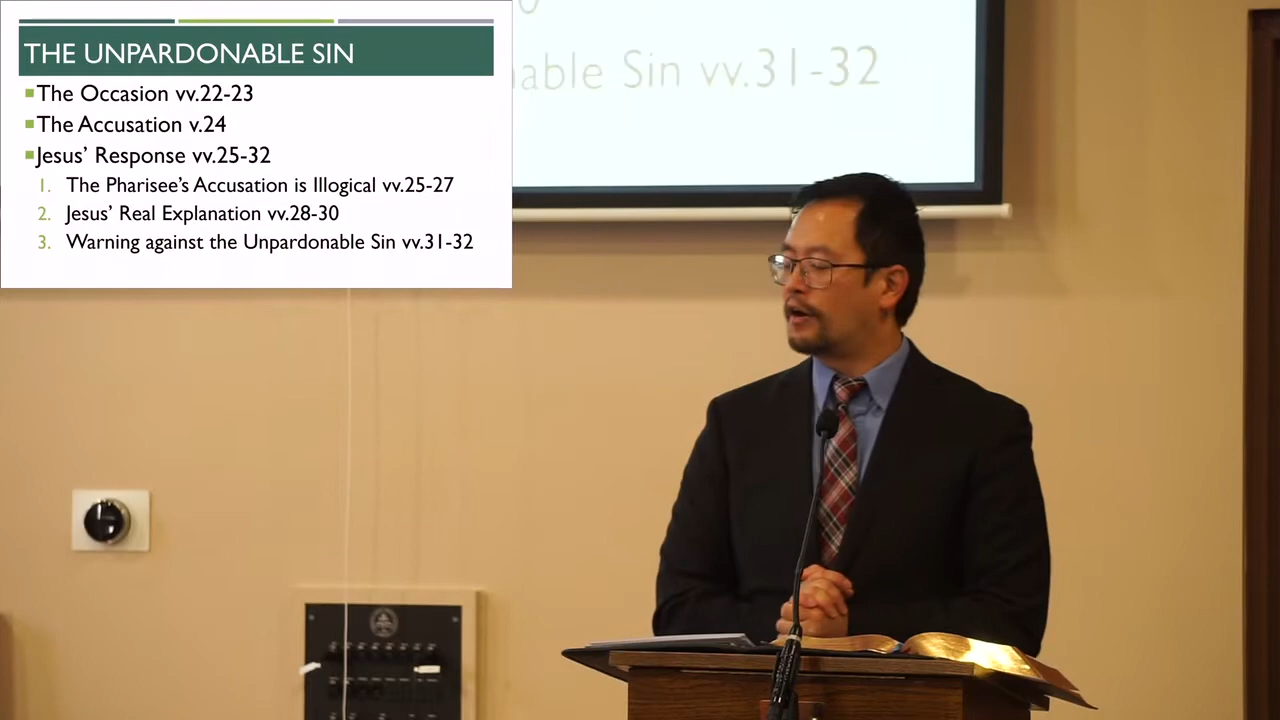 THE UNPARDONABLE SIN
The Occasion vv.22-23
The Accusation v.24
Jesus' Response vv.25-32
1. The Pharisee's Accusation is Illogical vv.25-27
2. Jesus' Real Explanation vv.28-30
3. Warning against the Unpardonable Sin vv.31-32
nable Sin vv.31-32